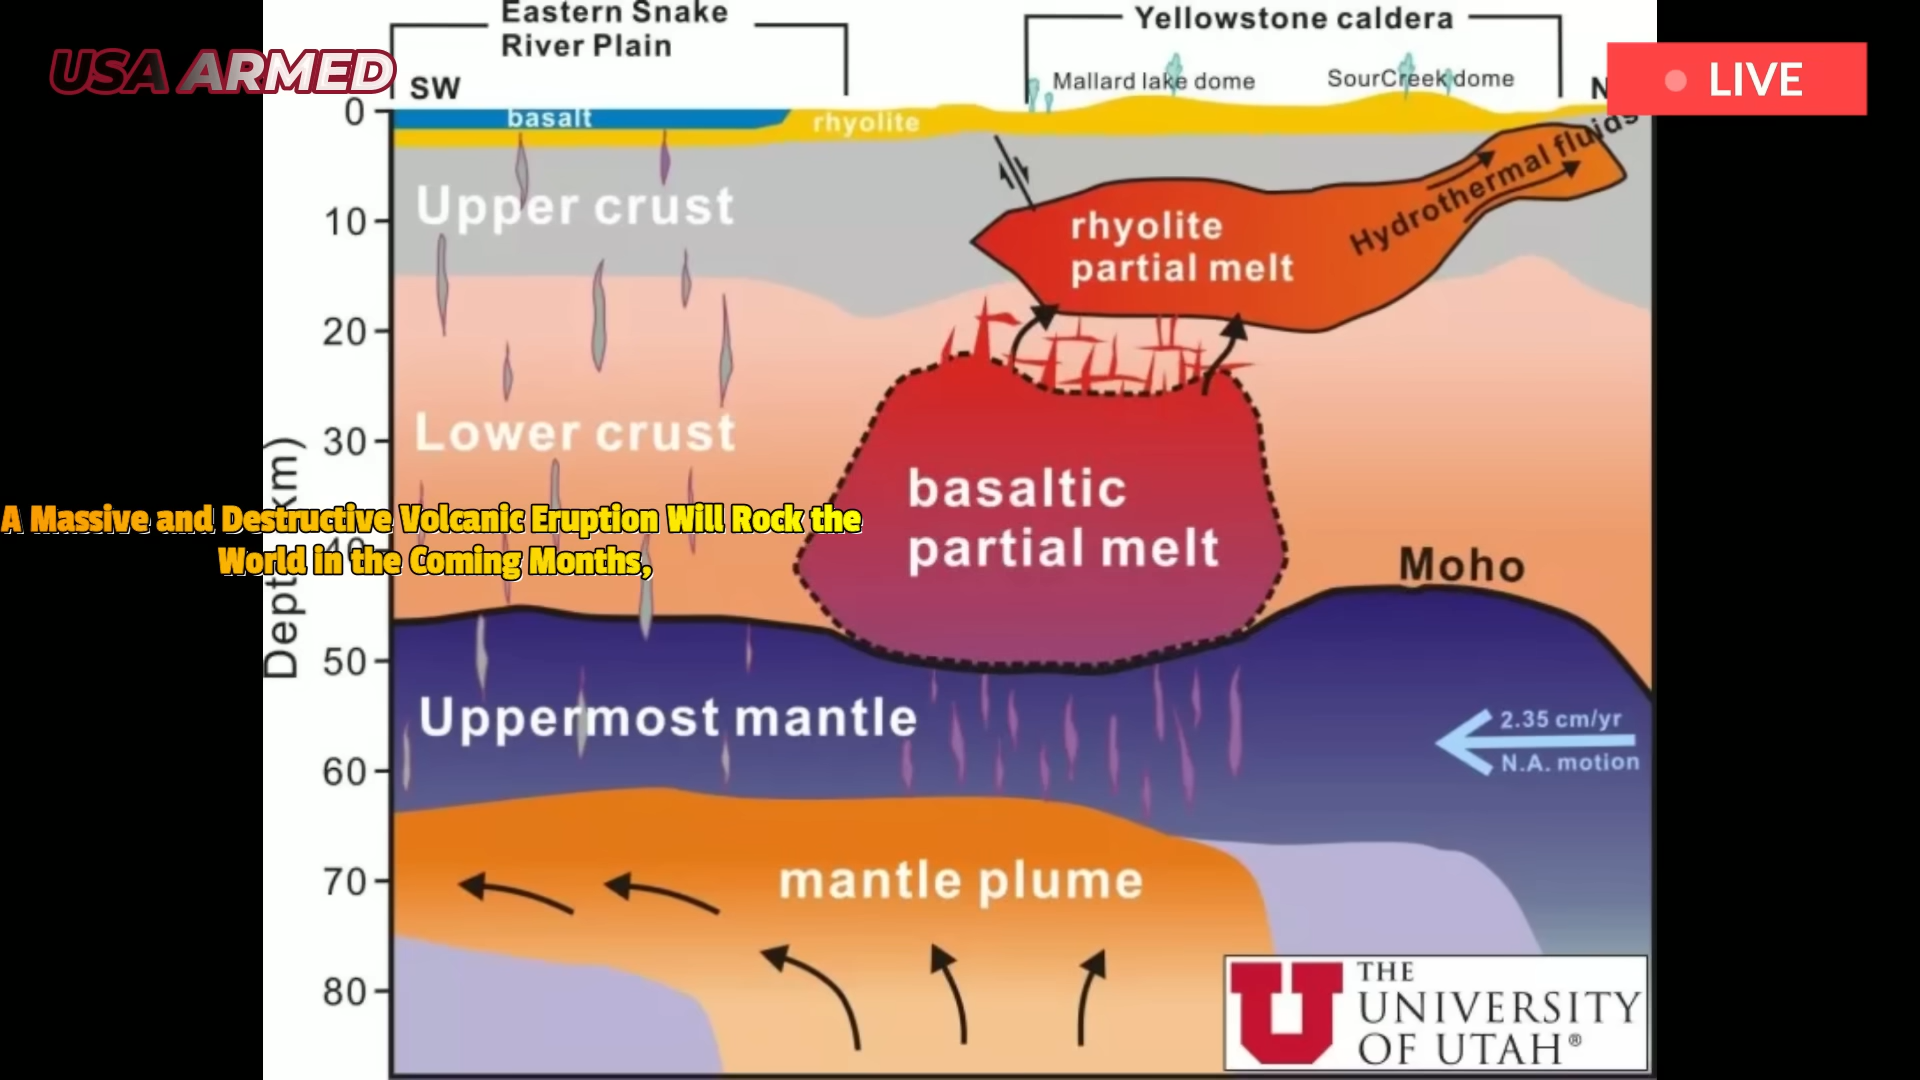 Eastern Snake
River Plain
Yellowstone caldera
USA ARMED
SW
Mallard lake dome
SourCreek dome
LIVE
0
basalt
rhyolite
Hydrothermal fluids
Upper crust
10
rhyolite
partial melt
20
Lower crust
30
Depth (km)
basaltic
partial melt
A Massive and Destructive Volcanic Eruption Will Rock the
World in the Coming Months,
40
Moho
50
Uppermost mantle
2.35 cm/yr
N.A. motion
60
70
mantle plume
80
THE
UNIVERSITY
OF UTAH®